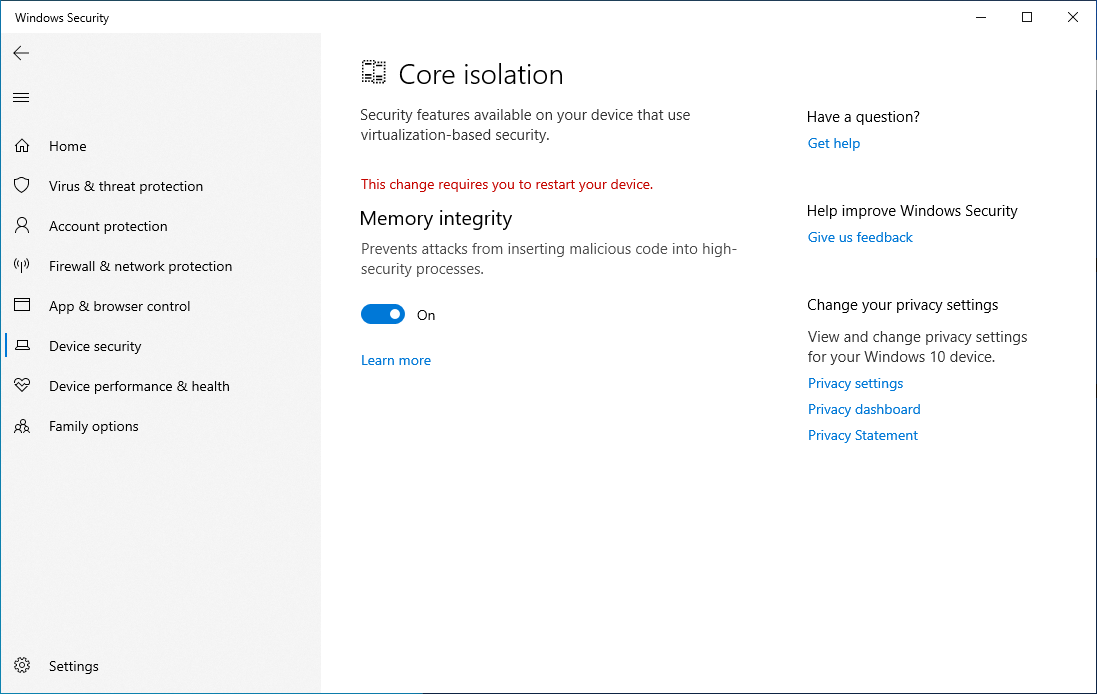 Windows Security
Home
Virus & threat protection
Account protection
Firewall & network protection
App & browser control
Device security
Device performance & health
Family options
Settings
Core isolation
Security features available on your device that use
virtualization-based security.
This change requires you to restart your device.
Memory integrity
Prevents attacks from inserting malicious code into high-
security processes.
On
Learn more
Have a question?
Get help
Help improve Windows Security
Give us feedback
Change your privacy settings
View and change privacy settings
for your Windows 10 device.
Privacy settings
Privacy dashboard
Privacy Statement